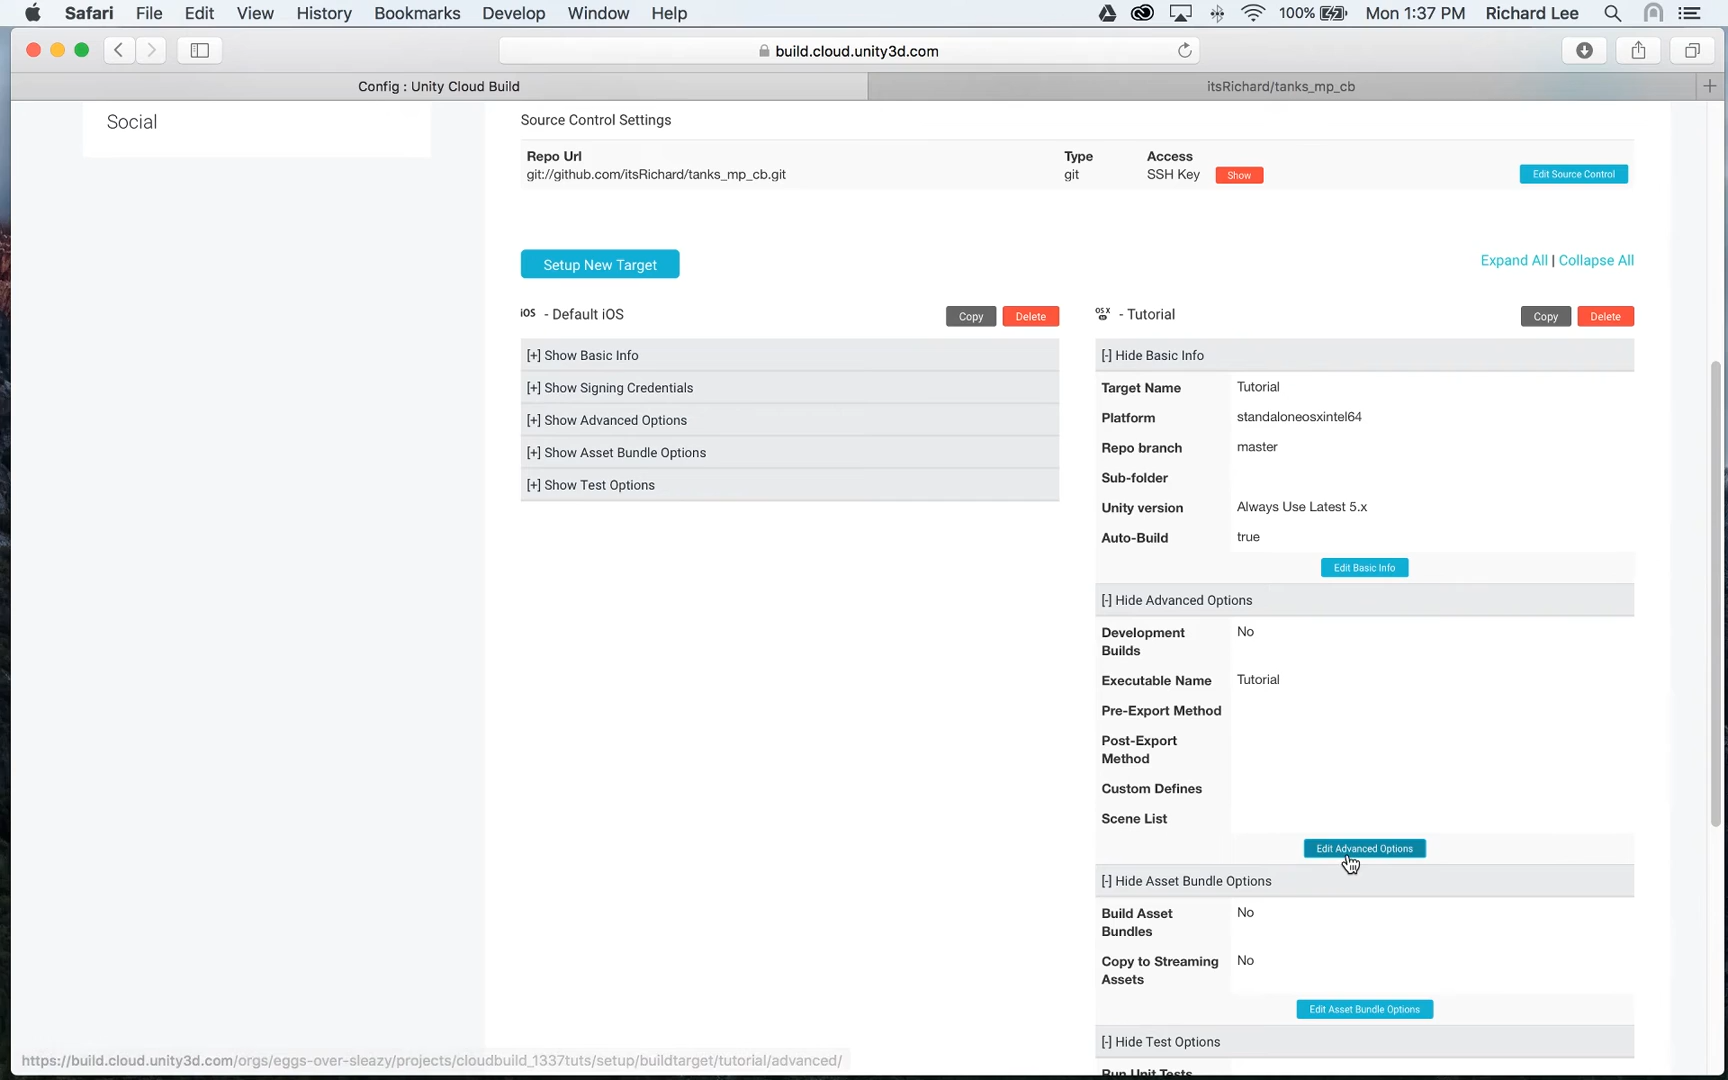 Safari File Edit View History Bookmarks Develop Window Help 100% Mon 1:37 PM Richard Lee
build.cloud.unity3d.com
Config : Unity Cloud Build itsRichard/tanks_mp_cb
Social
Source Control Settings
Repo Url Type Access
git://github.com/itsRichard/tanks_mp_cb.git git SSH Key Show Edit Source Control
Setup New Target Expand All | Collapse All
iOS - Default iOS Copy Delete
[+] Show Basic Info
[+] Show Signing Credentials
[+] Show Advanced Options
[+] Show Asset Bundle Options
[+] Show Test Options
OS X - Tutorial Copy Delete
[-] Hide Basic Info
Target Name Tutorial
Platform standaloneosxintel64
Repo branch master
Sub-folder
Unity version Always Use Latest 5.x
Auto-Build true
Edit Basic Info
[-] Hide Advanced Options
Development No
Builds
Executable Name Tutorial
Pre-Export Method
Post-Export
Method
Custom Defines
Scene List
Edit Advanced Options
[-] Hide Asset Bundle Options
Build Asset No
Bundles
Copy to Streaming No
Assets
Edit Asset Bundle Options
[-] Hide Test Options
Run Unit Tests
https://build.cloud.unity3d.com/orgs/eggs-over-sleazy/projects/cloudbuild_1337tuts/setup/buildtarget/tutorial/advanced/